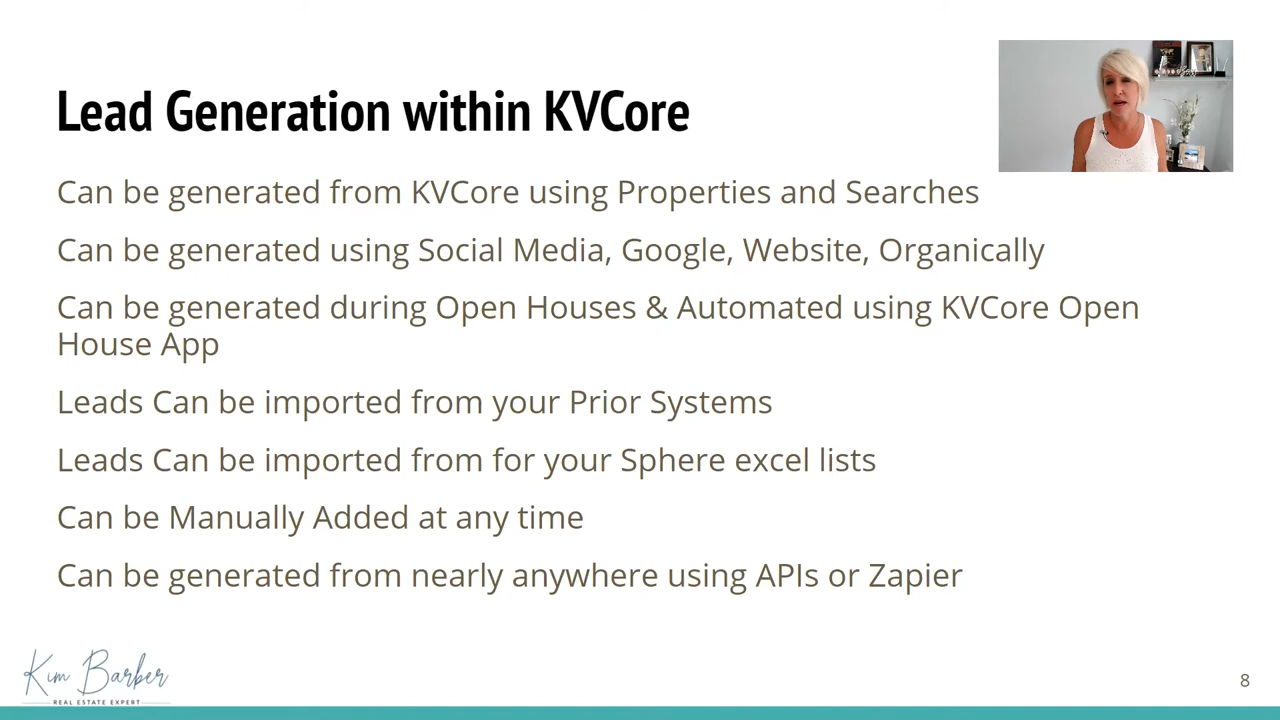 Lead Generation within KVCore
Can be generated from KVCore using Properties and Searches
Can be generated using Social Media, Google, Website, Organically
Can be generated during Open Houses & Automated using KVCore Open
House App
Leads Can be imported from your Prior Systems
Leads Can be imported from for your Sphere excel lists
Can be Manually Added at any time
Can be generated from nearly anywhere using APIs or Zapier
Kim Barber
REAL ESTATE EXPERT
8